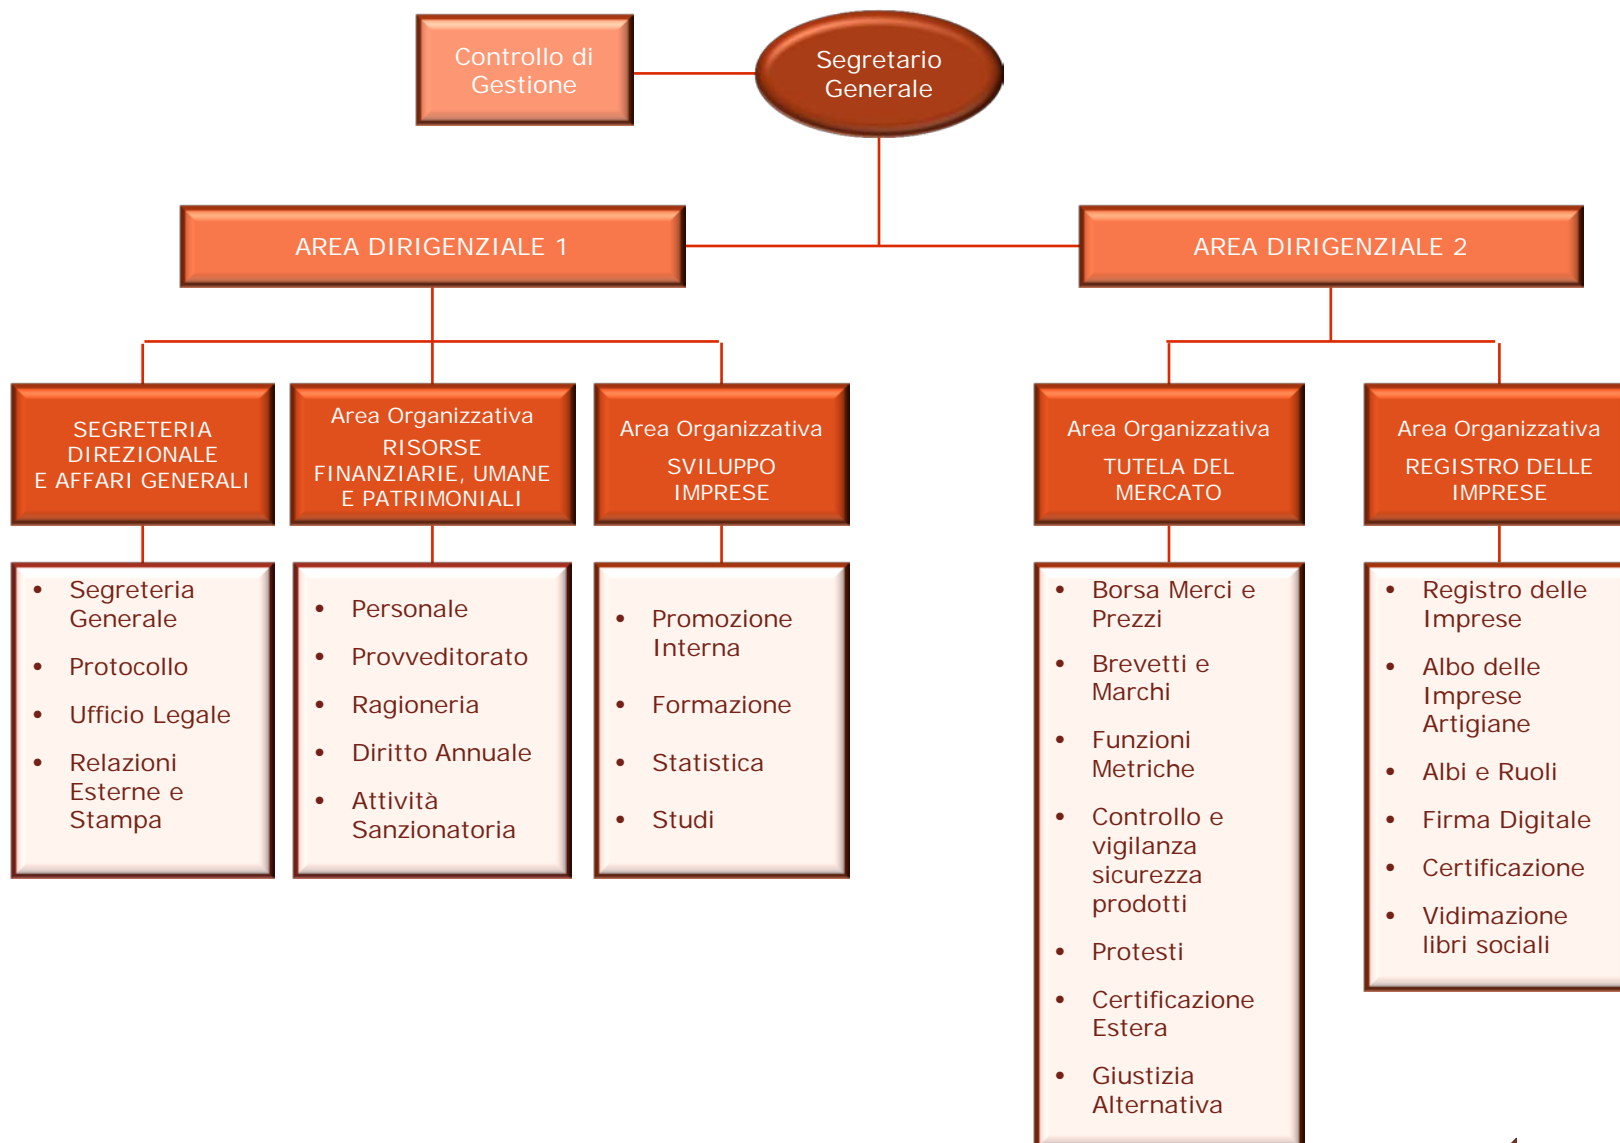 Controllo di
Gestione
Segretario
Generale
AREA DIRIGENZIALE 1
AREA DIRIGENZIALE 2
SEGRETERIA
DIREZIONALE
E AFFARI GENERALI
Area Organizzativa
RISORSE
FINANZIARIE, UMANE
E PATRIMONIALI
Area Organizzativa
SVILUPPO
IMPRESE
Area Organizzativa
TUTELA DEL
MERCATO
Area Organizzativa
REGISTRO DELLE
IMPRESE
• Segreteria
Generale
• Protocollo
• Ufficio Legale
• Relazioni
Esterne e
Stampa
• Personale
• Provveditorato
• Ragioneria
• Diritto Annuale
• Attività
Sanzionatoria
• Promozione
Interna
• Formazione
• Statistica
• Studi
• Borsa Merci e
Prezzi
• Brevetti e
Marchi
• Funzioni
Metriche
• Controllo e
vigilanza
sicurezza
prodotti
• Protesti
• Certificazione
Estera
• Giustizia
Alternativa
• Registro delle
Imprese
• Albo delle
Imprese
Artigiane
• Albi e Ruoli
• Firma Digitale
• Certificazione
• Vidimazione
libri sociali